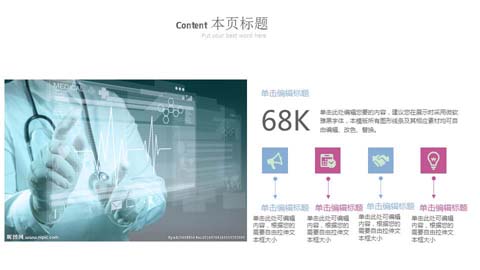 Content 本页标题
Put your best word here
MEDICAL
单击编辑标题
68K
单击此处编辑您要的内容，建议您在展示时采用微软
雅黑字体，本模版所有图形线条及其相应素材均可自
由编辑、改色、替换。
单击编辑标题
单击编辑标题
单击编辑标题
单击编辑标题
单击此处可编辑
内容，根据您的
需要自由拉伸文
本框大小
单击此处可编辑
内容，根据您的
需要自由拉伸文
本框大小
单击此处可编辑
内容，根据您的
需要自由拉伸文
本框大小
单击此处可编辑
内容，根据您的
需要自由拉伸文
本框大小
昵图网 www.nipic.com